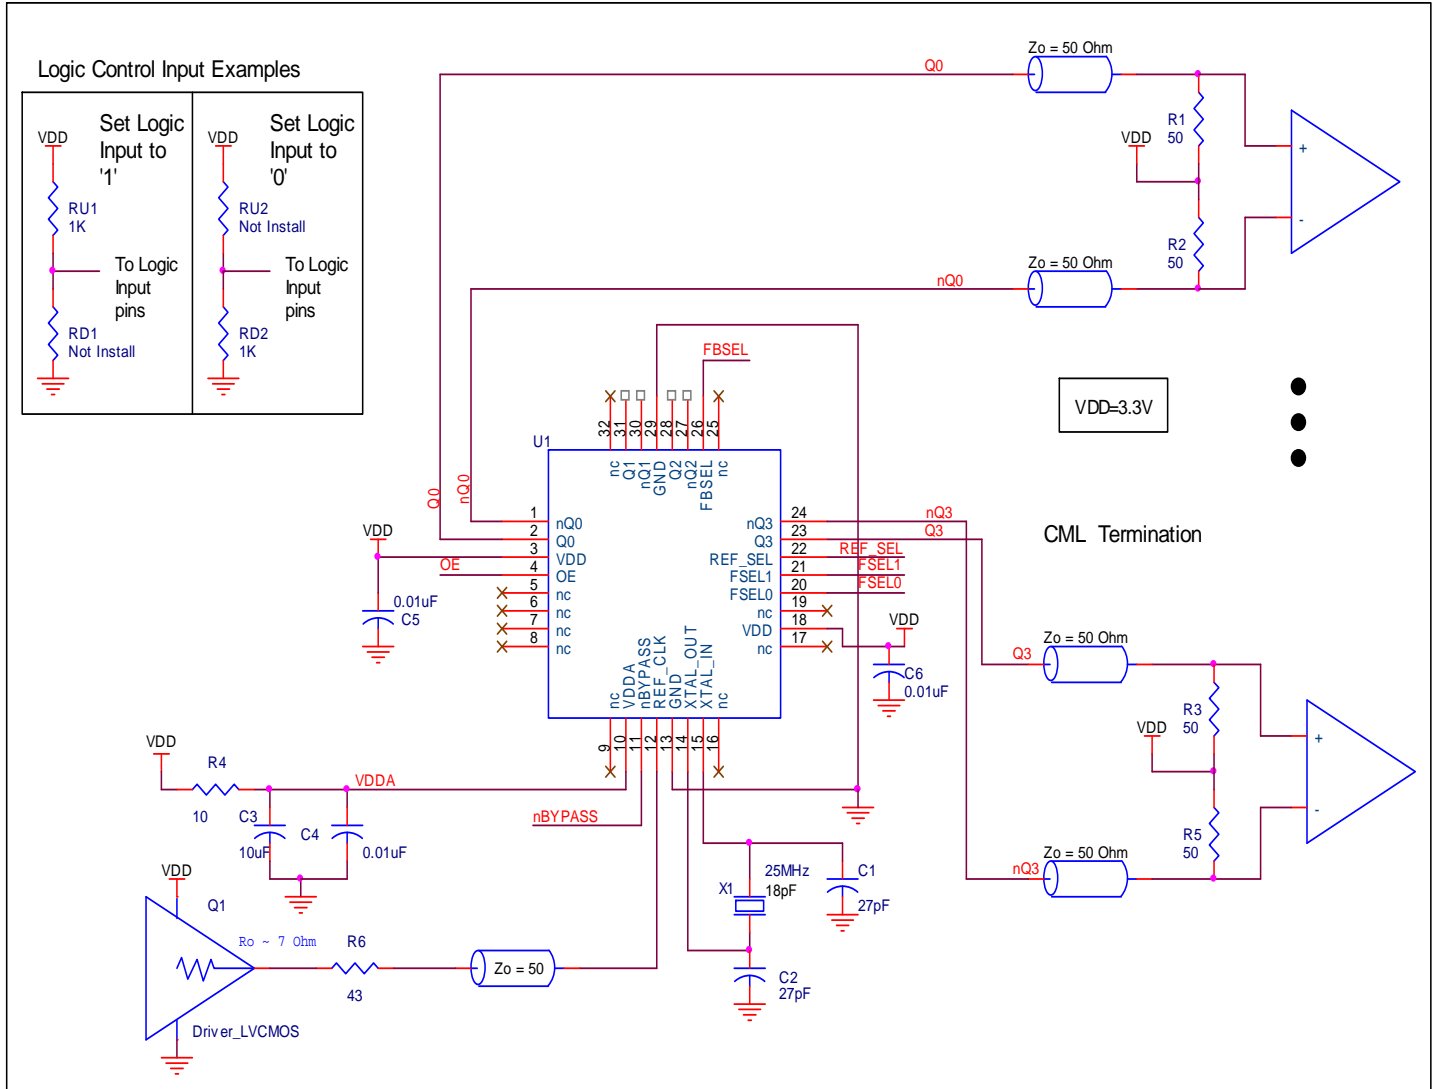 Logic Control Input Examples
VDD
Set Logic
Input to
'1'
RU1
1K
To Logic
Input
pins
RD1
Not Install
VDD
Set Logic
Input to
'0'
RU2
Not Install
To Logic
Input
pins
RD2
1K
Q0
Zo = 50 Ohm
R1
50
VDD
+
-
R2
50
nQ0
Zo = 50 Ohm
VDD=3.3V
CML Termination
FBSEL
32
31
30
29
28
27
26
25
U1
nc
Q1
nQ1
GND
Q2
nQ2
FBSEL
nc
Q0
nQ0
1
nQ0
2
Q0
3
VDD
4
OE
5
nc
6
nc
7
nc
8
nc
VDD
OE
0.01uF
C5
24
nQ3
23
Q3
22
REF_SEL
21
FSEL1
20
FSEL0
19
nc
18
VDD
17
nc
nQ3
Q3
REF_SEL
FSEL1
FSEL0
VDD
C6
0.01uF
nc
VDDA
nBYPASS
REF_CLK
GND
XTAL_OUT
XTAL_IN
nc
9
10
11
12
13
14
15
16
Q3
Zo = 50 Ohm
R3
50
VDD
+
-
R5
50
nQ3
Zo = 50 Ohm
VDD
R4
10
VDDA
C3
10uF
C4
0.01uF
nBYPASS
25MHz
X1
18pF
C1
27pF
C2
27pF
VDD
Q1
Ro ~ 7 Ohm
R6
43
Zo = 50
Driver_LVCMOS